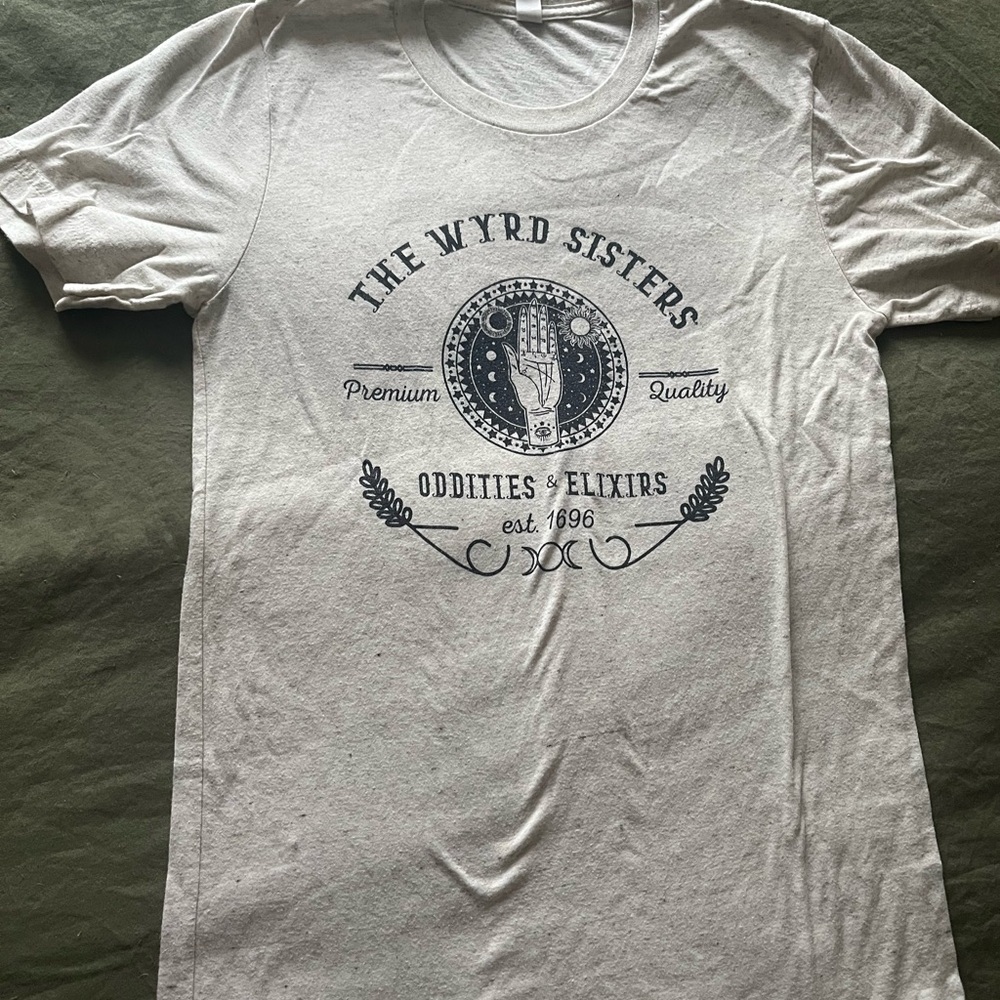 THE WYRD SISTERS
Premium Quality
ODDITIES & ELIXIRS
est. 1696